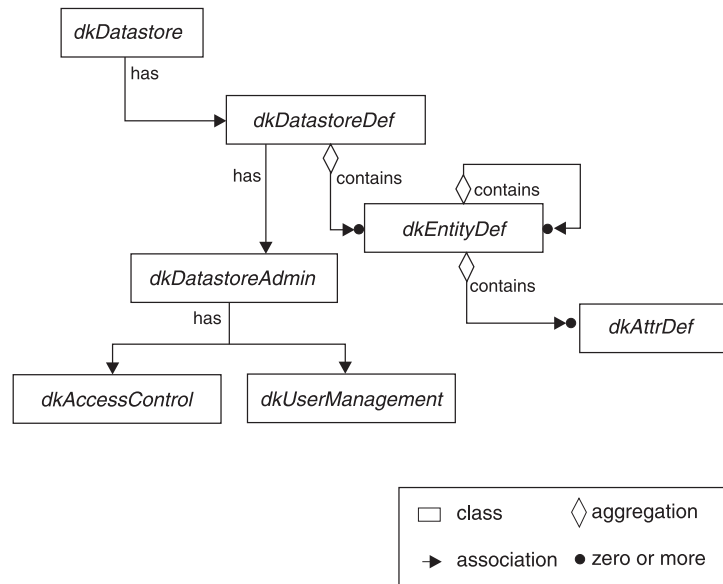 dkDatastore
has
dkDatastoreDef
has
contains
contains
dkEntityDef
dkDatastoreAdmin
contains
has
dkAttrDef
dkAccessControl
dkUserManagement
class
aggregation
association
zero or more